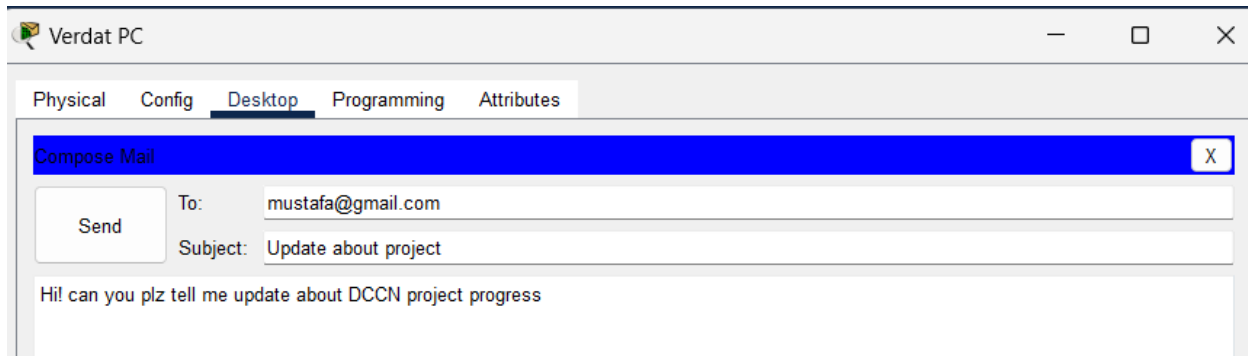 Verdat PC
Physical Config Desktop Programming Attributes
Compose Mail X
Send
To: mustafa@gmail.com
Subject: Update about project
Hi! can you plz tell me update about DCCN project progress